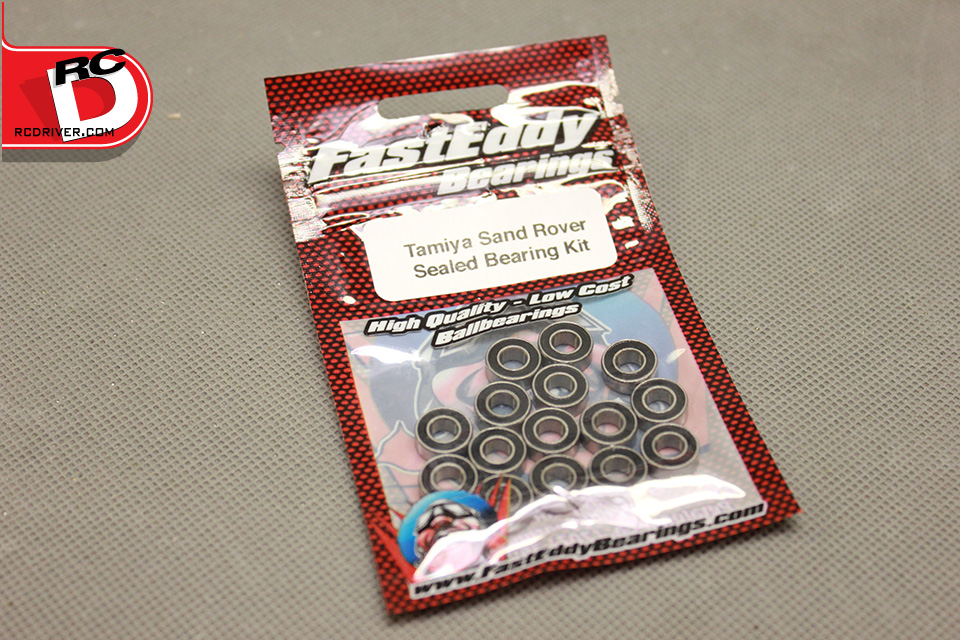 RC
D
RCDRIVER.COM
FastEddy
Bearings
Tamiya Sand Rover
Sealed Bearing Kit
High Quality - Low Cost
Ballbearings
www.FastEddyBearings.com